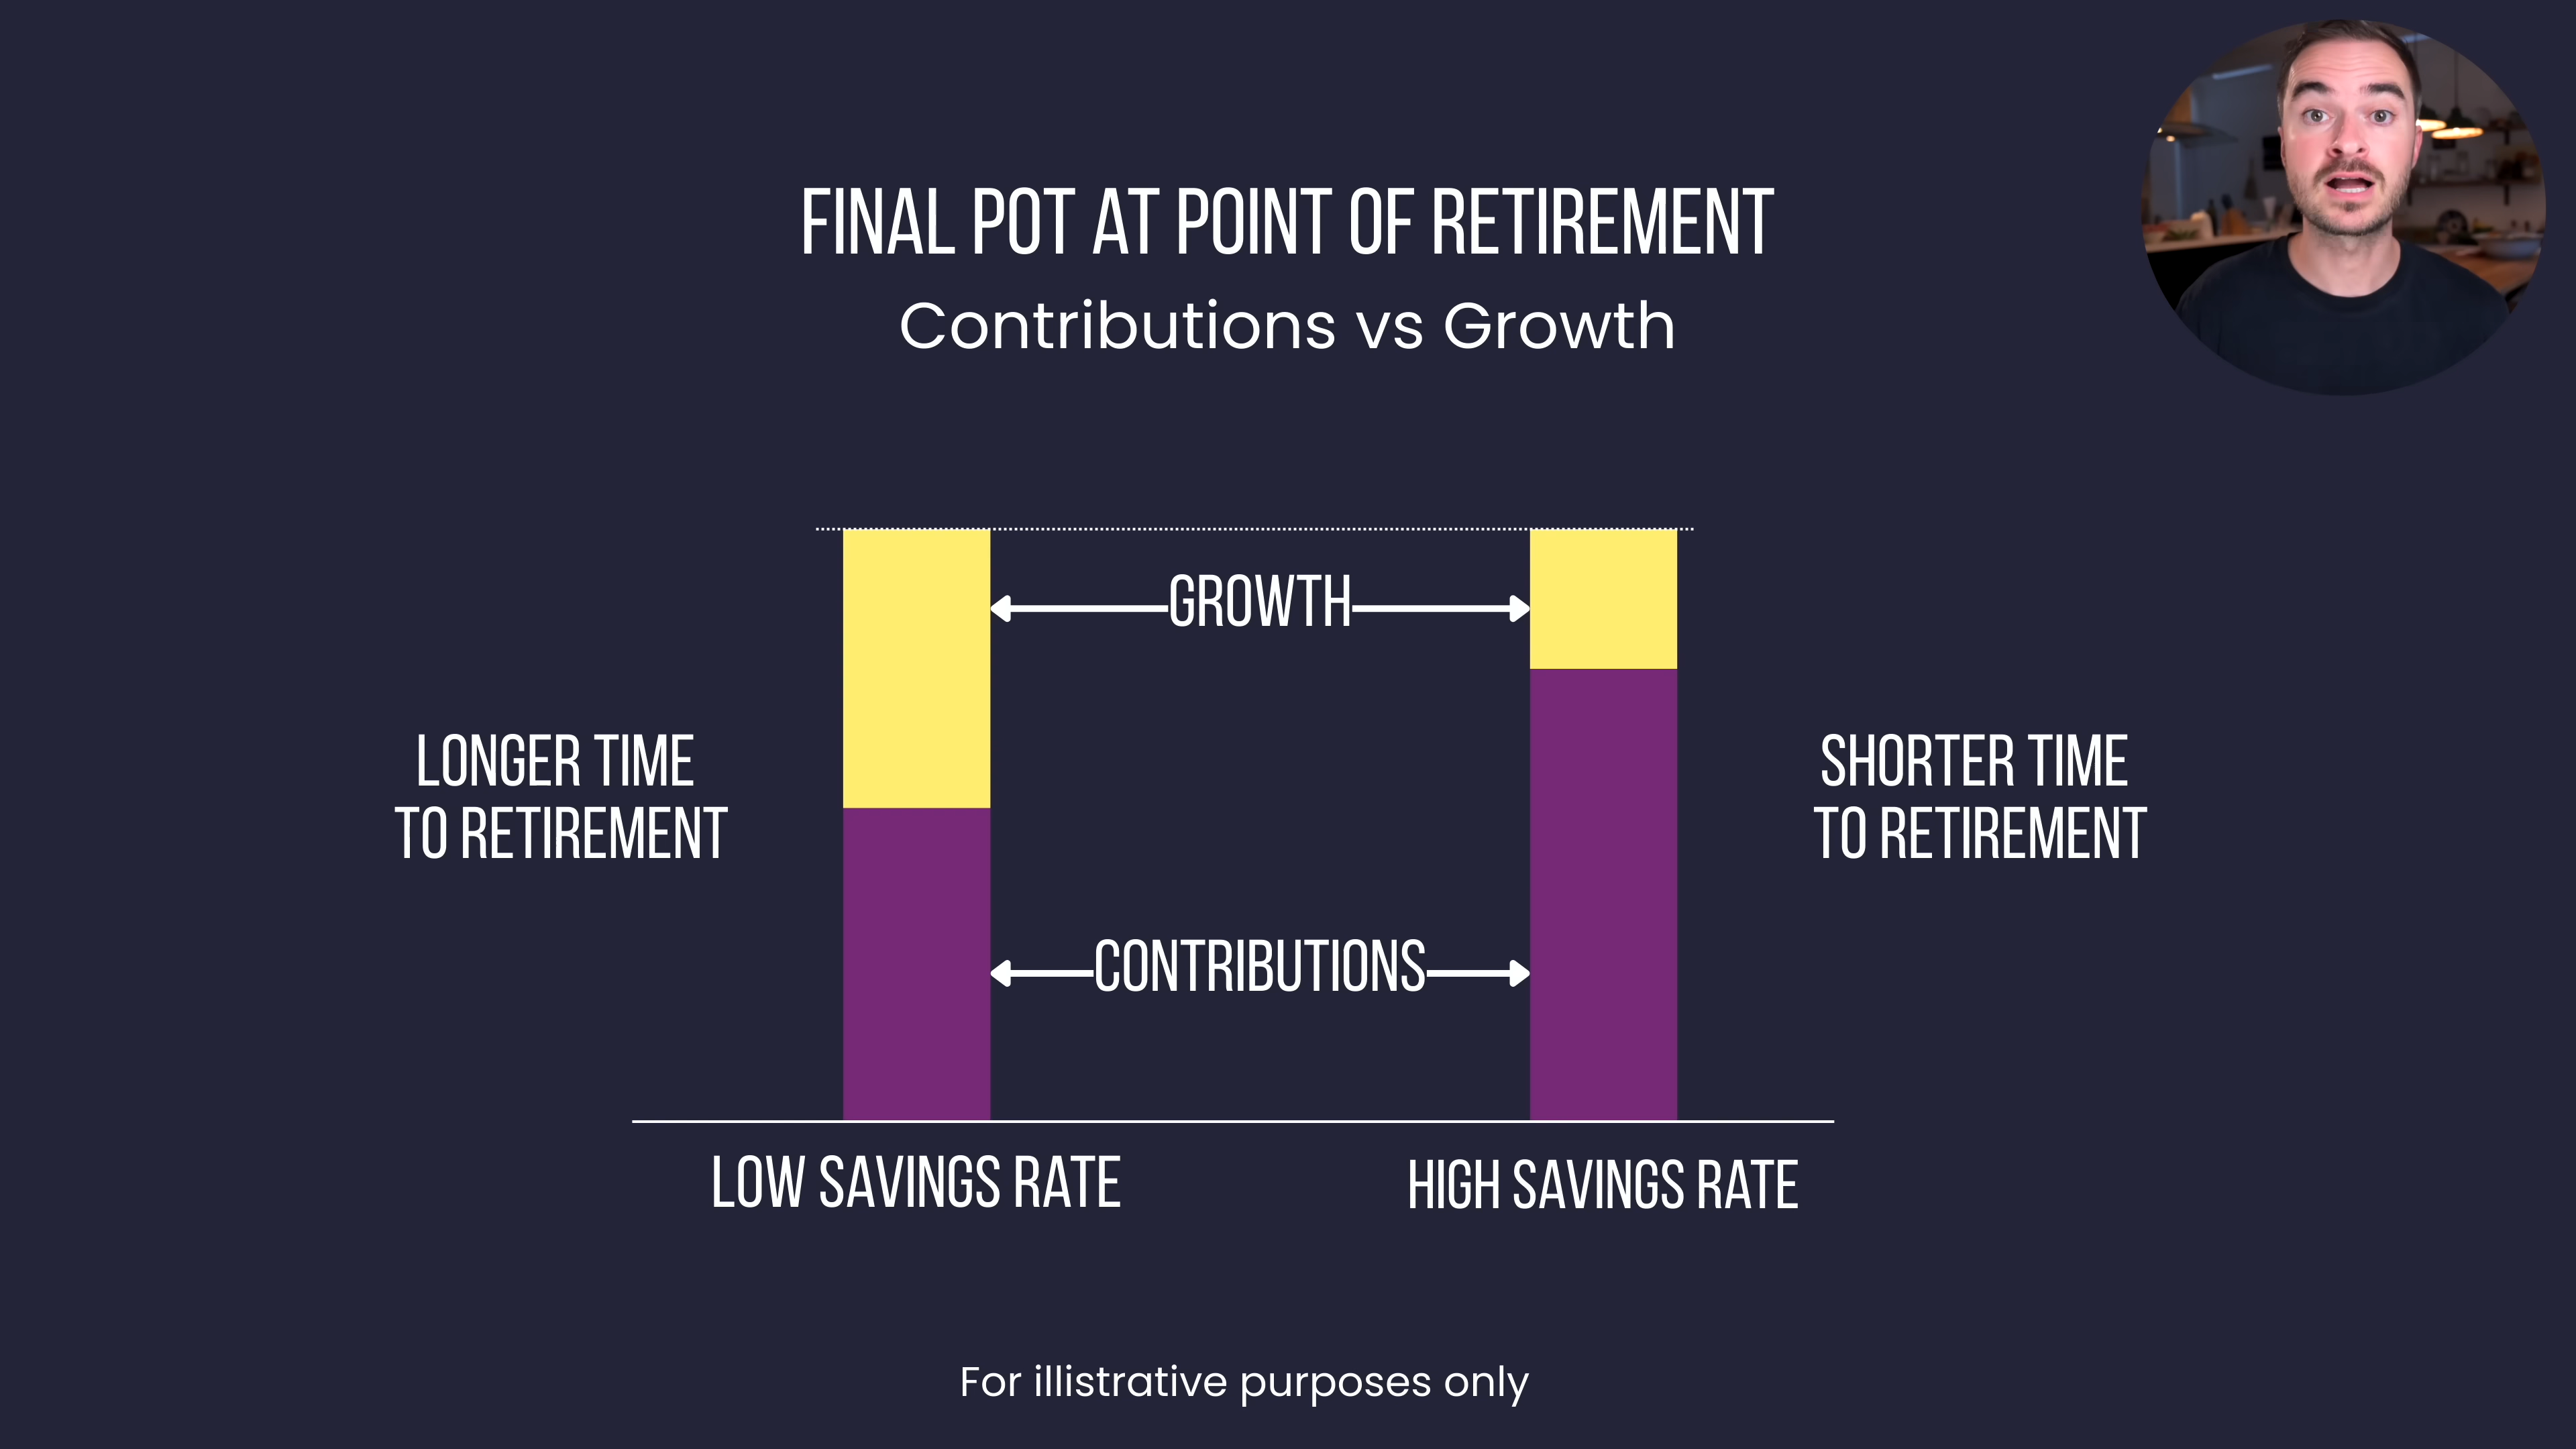 FINAL POT AT POINT OF RETIREMENT
Contributions vs Growth
GROWTH
LONGER TIME
TO RETIREMENT
SHORTER TIME
TO RETIREMENT
CONTRIBUTIONS
LOW SAVINGS RATE
HIGH SAVINGS RATE
For illistrative purposes only